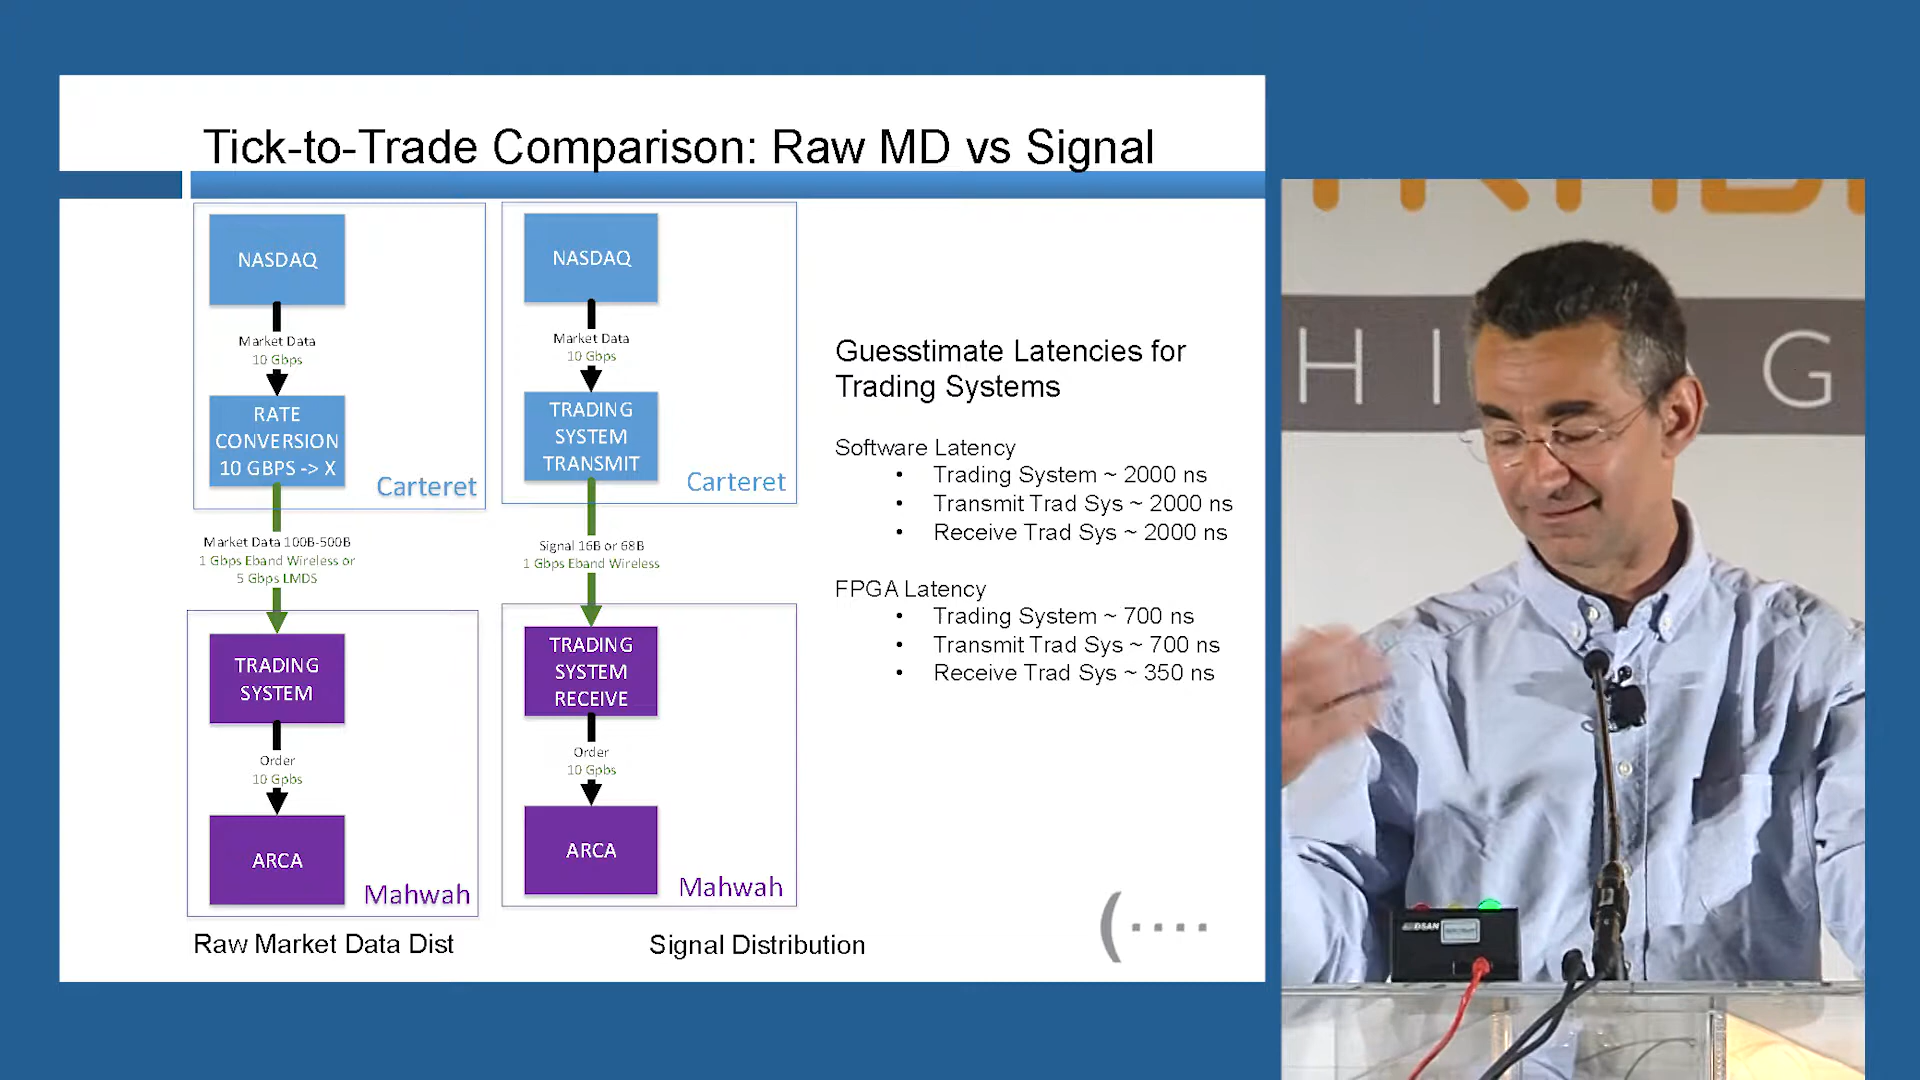 Tick-to-Trade Comparison: Raw MD vs Signal
NASDAQ
Market Data
10 Gbps
RATE
CONVERSION
10 GBPS -> X
Carteret
Market Data 100B-500B
1 Gbps Eband Wireless or
5 Gbps LMDS
TRADING
SYSTEM
Order
10 Gpbs
ARCA
Mahwah
Raw Market Data Dist
NASDAQ
Market Data
10 Gbps
TRADING
SYSTEM
TRANSMIT
Carteret
Signal 16B or 68B
1 Gbps Eband Wireless
TRADING
SYSTEM
RECEIVE
Order
10 Gpbs
ARCA
Mahwah
Signal Distribution
Guesstimate Latencies for
Trading Systems
Software Latency
• Trading System ~ 2000 ns
• Transmit Trad Sys ~ 2000 ns
• Receive Trad Sys ~ 2000 ns
FPGA Latency
• Trading System ~ 700 ns
• Transmit Trad Sys ~ 700 ns
• Receive Trad Sys ~ 350 ns
(····
TRAD
HI AG
DSAN